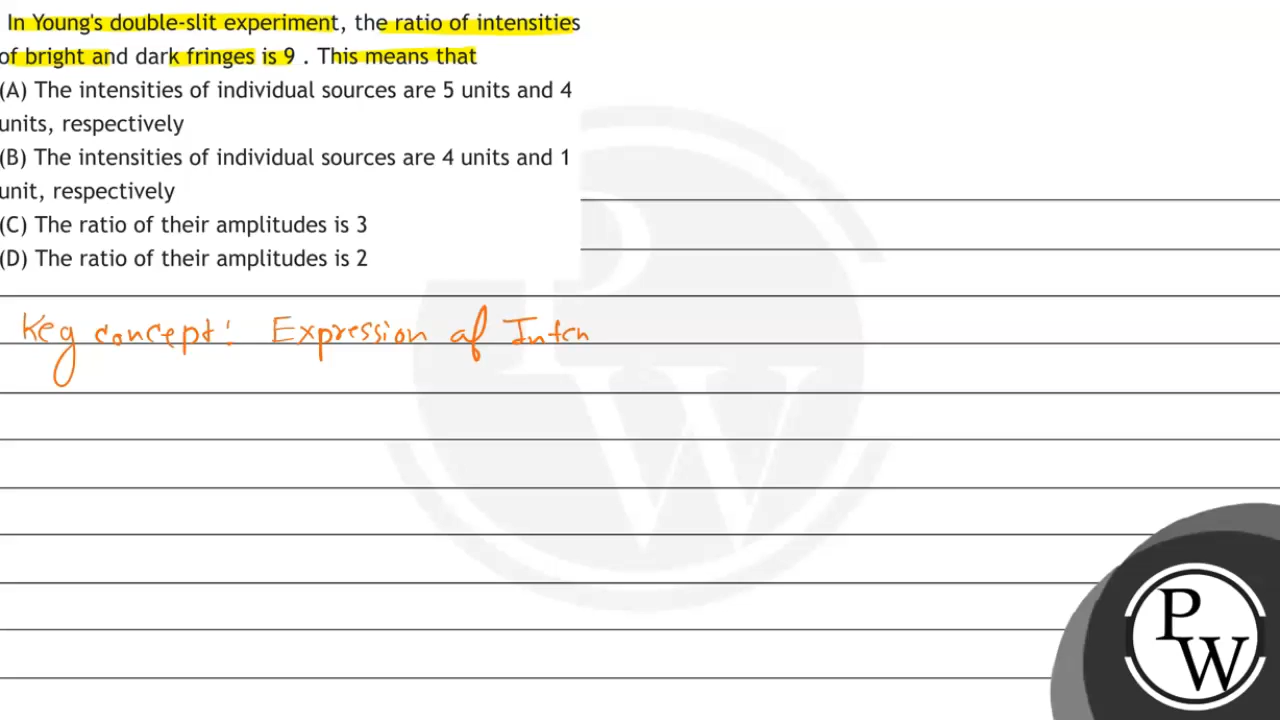 In Young's double-slit experiment, the ratio of intensities
of bright and dark fringes is 9 . This means that
(A) The intensities of individual sources are 5 units and 4
units, respectively
(B) The intensities of individual sources are 4 units and 1
unit, respectively
(C) The ratio of their amplitudes is 3
(D) The ratio of their amplitudes is 2
Key concept: Expression of Inten
P
W
P
W